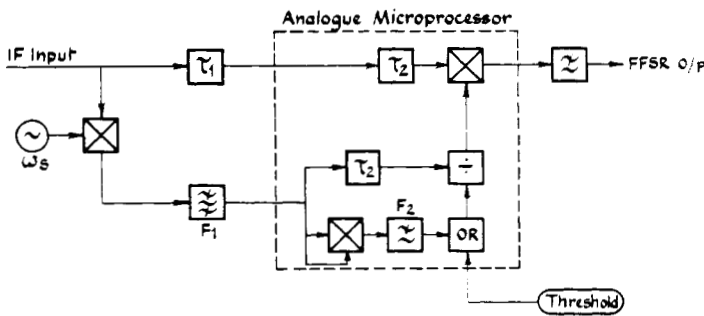 Analogue Microprocessor
IF Input
τ1
τ2
FFSR O/P
ωs
τ2
÷
F1
F2
OR
Threshold